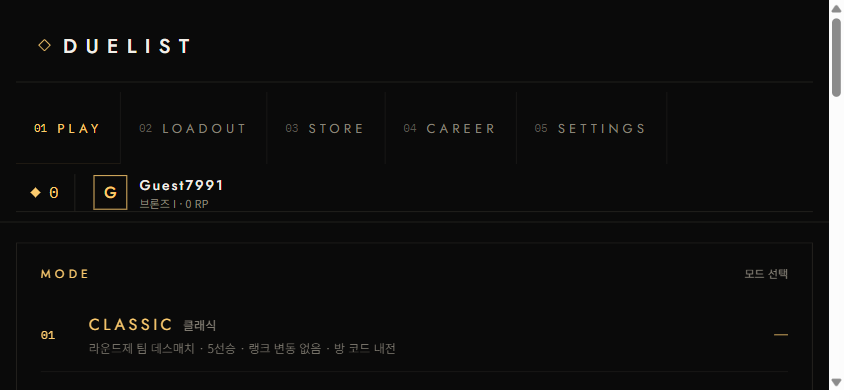 DUELIST
01 PLAY 02 LOADOUT 03 STORE 04 CAREER 05 SETTINGS
0 G Guest7991
브론즈 I · 0 RP
MODE 모드 선택
01 CLASSIC 클래식
라운드제 팀 데스매치 · 5선승 · 랭크 변동 없음 · 방 코드 내전